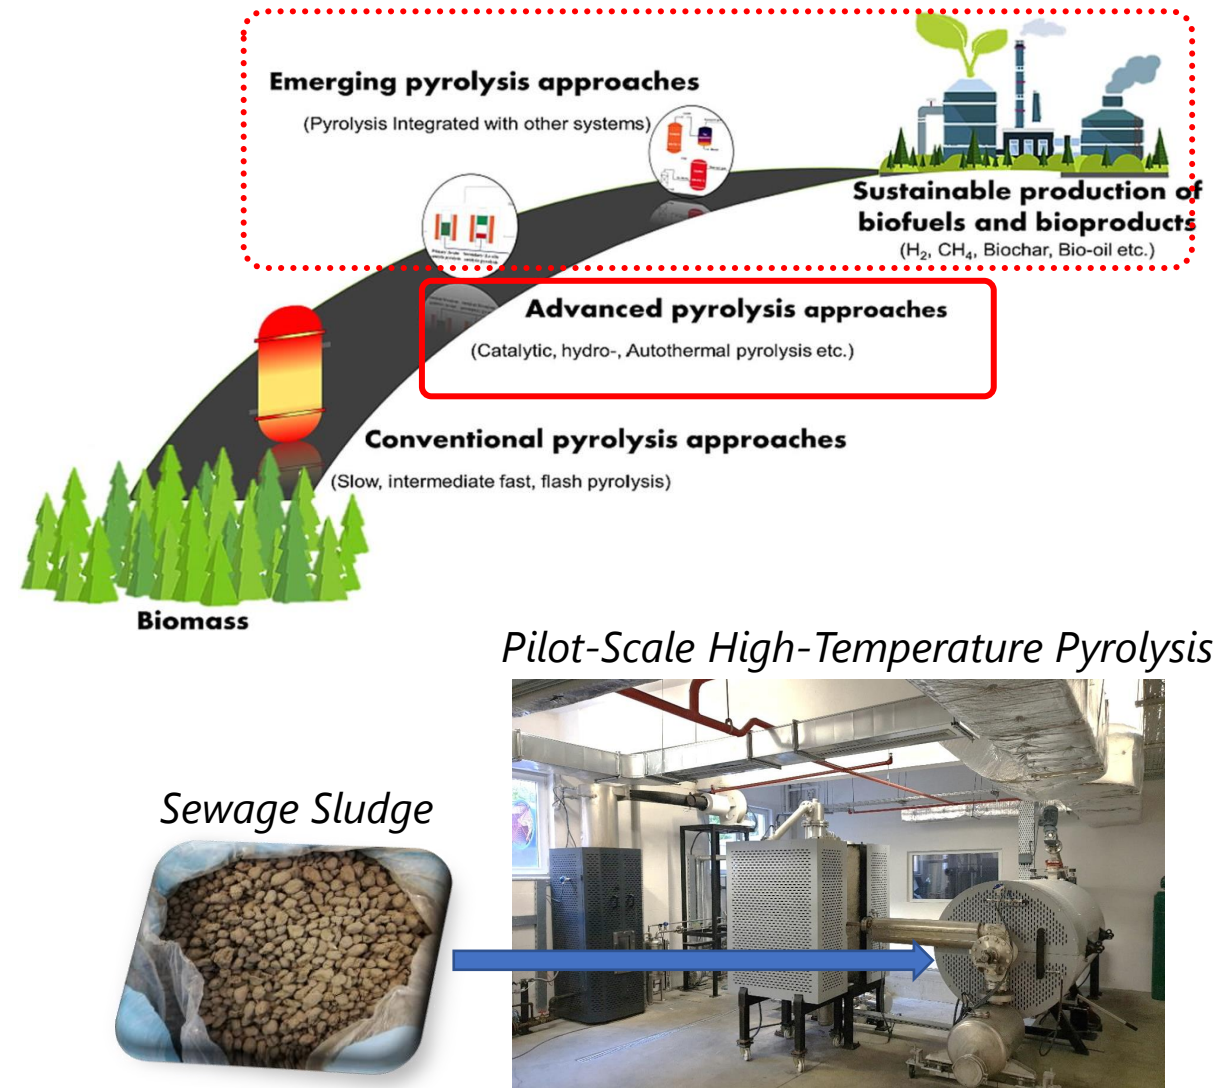 Emerging pyrolysis approaches
(Pyrolysis Integrated with other systems)
Sustainable production of
biofuels and bioproducts
(H₂, CH₄, Biochar, Bio-oil etc.)
Advanced pyrolysis approaches
(Catalytic, hydro-, Autothermal pyrolysis etc.)
Conventional pyrolysis approaches
(Slow, intermediate fast, flash pyrolysis)
Biomass
Pilot-Scale High-Temperature Pyrolysis
Sewage Sludge